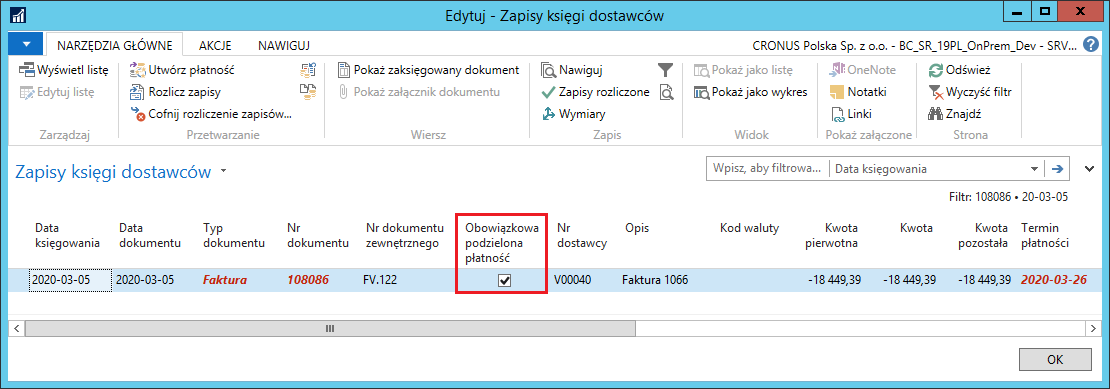 Edytuj - Zapisy księgi dostawców
NARZĘDZIA GŁÓWNE AKCJE NAWIGUJ CRONUS Polska Sp. z o.o. - BC_SR_19PL_OnPrem_Dev - SRV...
Wyświetl listę
Edytuj listę
Zarządzaj
Utwórz płatność
Rozlicz zapisy
Cofnij rozliczenie zapisów...
Przetwarzanie
Pokaż zaksięgowany dokument
Pokaż załącznik dokumentu
Wiersz
Nawiguj
Zapisy rozliczone
Wymiary
Zapis
Pokaż jako listę
Pokaż jako wykres
Widok
OneNote
Notatki
Linki
Pokaż załączone
Odśwież
Wyczyść filtr
Znajdź
Strona
Zapisy księgi dostawców
Wpisz, aby filtrowa... Data księgowania
Filtr: 108086 • 20-03-05
Data księgowania
Data dokumentu
Typ dokumentu
Nr dokumentu
Nr dokumentu zewnętrznego
Obowiązkowa podzielona płatność
Nr dostawcy
Opis
Kod waluty
Kwota pierwotna
Kwota
Kwota pozostała
Termin płatności
2020-03-05 2020-03-05 Faktura 108086 FV.122 V00040 Faktura 1066 -18 449,39 -18 449,39 -18 449,39 2020-03-26
OK